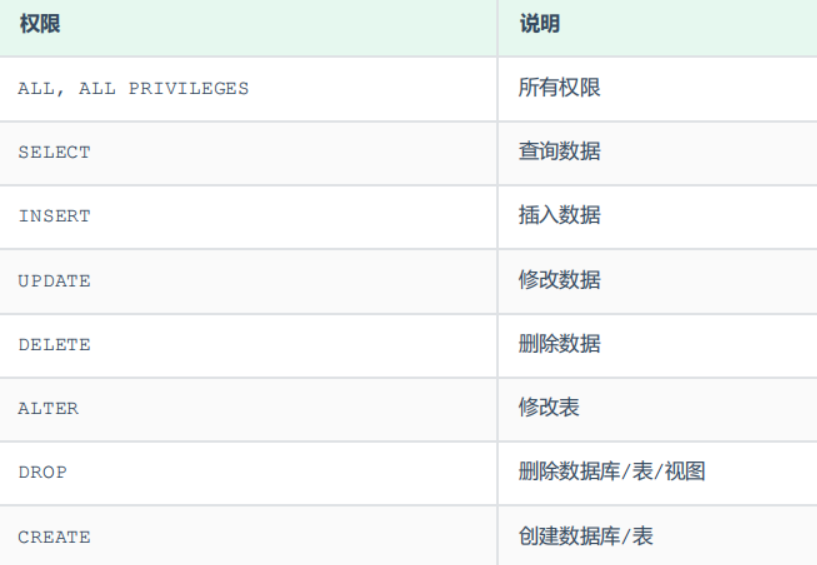 权限 说明
ALL, ALL PRIVILEGES 所有权限
SELECT 查询数据
INSERT 插入数据
UPDATE 修改数据
DELETE 删除数据
ALTER 修改表
DROP 删除数据库/表/视图
CREATE 创建数据库/表